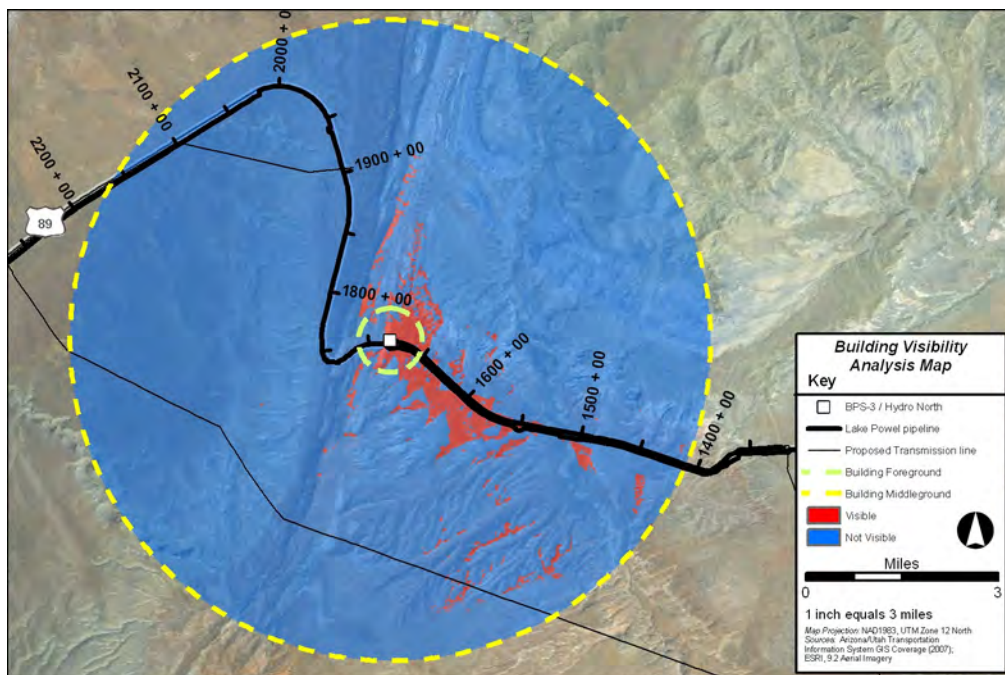 2000 + 00
2100 + 00
2200 + 00
1900 + 00
89
1800 + 00
1600 + 00
1500 + 00
1400 + 00
Building Visibility
Analysis Map
Key
BPS-3 / Hydro North
Lake Powel pipeline
Proposed Transmission line
Building Foreground
Building Middleground
Visible
Not Visible
Miles
0 3
1 inch equals 3 miles
Map Projection: NAD1983, UTM Zone 12 North
Sources: Arizona/Utah Transportation
Information System GIS Coverage (2007);
ESRI, 9.2 Aerial Imagery